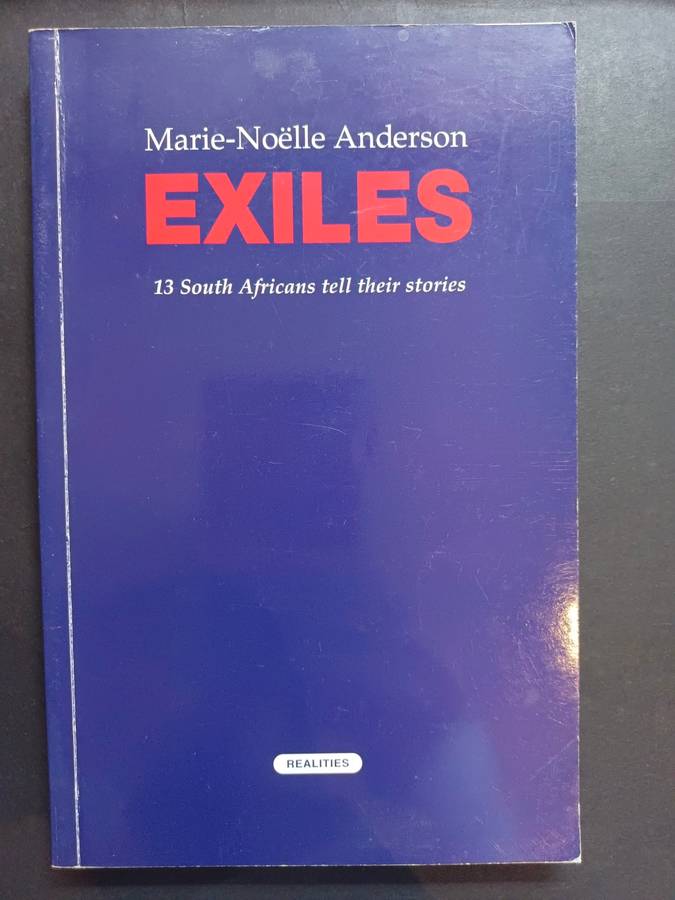 Marie-Noëlle Anderson
EXILES
13 South Africans tell their stories
REALITIES